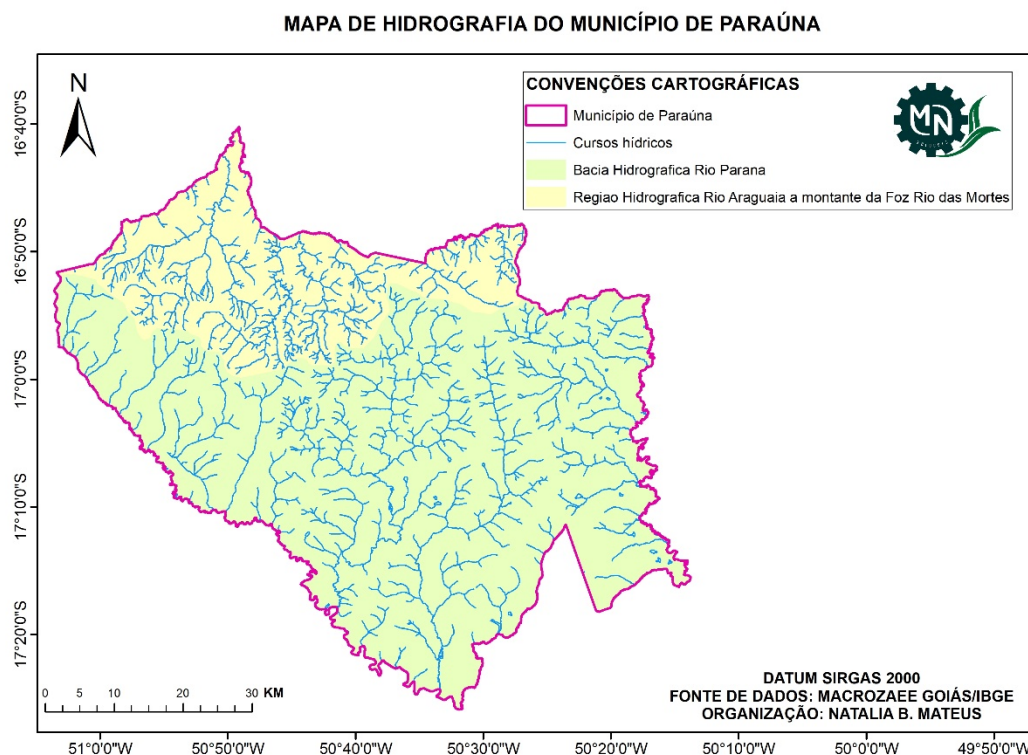 MAPA DE HIDROGRAFIA DO MUNICÍPIO DE PARAÚNA
N
CONVENÇÕES CARTOGRÁFICAS
Município de Paraúna
Cursos hídricos
Bacia Hidrografica Rio Parana
Regiao Hidrografica Rio Araguaia a montante da Foz Rio das Mortes
MN
16°40'0"S
16°50'0"S
17°0'0"S
17°10'0"S
17°20'0"S
0 5 10 20 30 KM
DATUM SIRGAS 2000
FONTE DE DADOS: MACROZAEE GOIÁS/IBGE
ORGANIZAÇÃO: NATALIA B. MATEUS
51°0'0"W 50°50'0"W 50°40'0"W 50°30'0"W 50°20'0"W 50°10'0"W 50°0'0"W 49°50'0"W